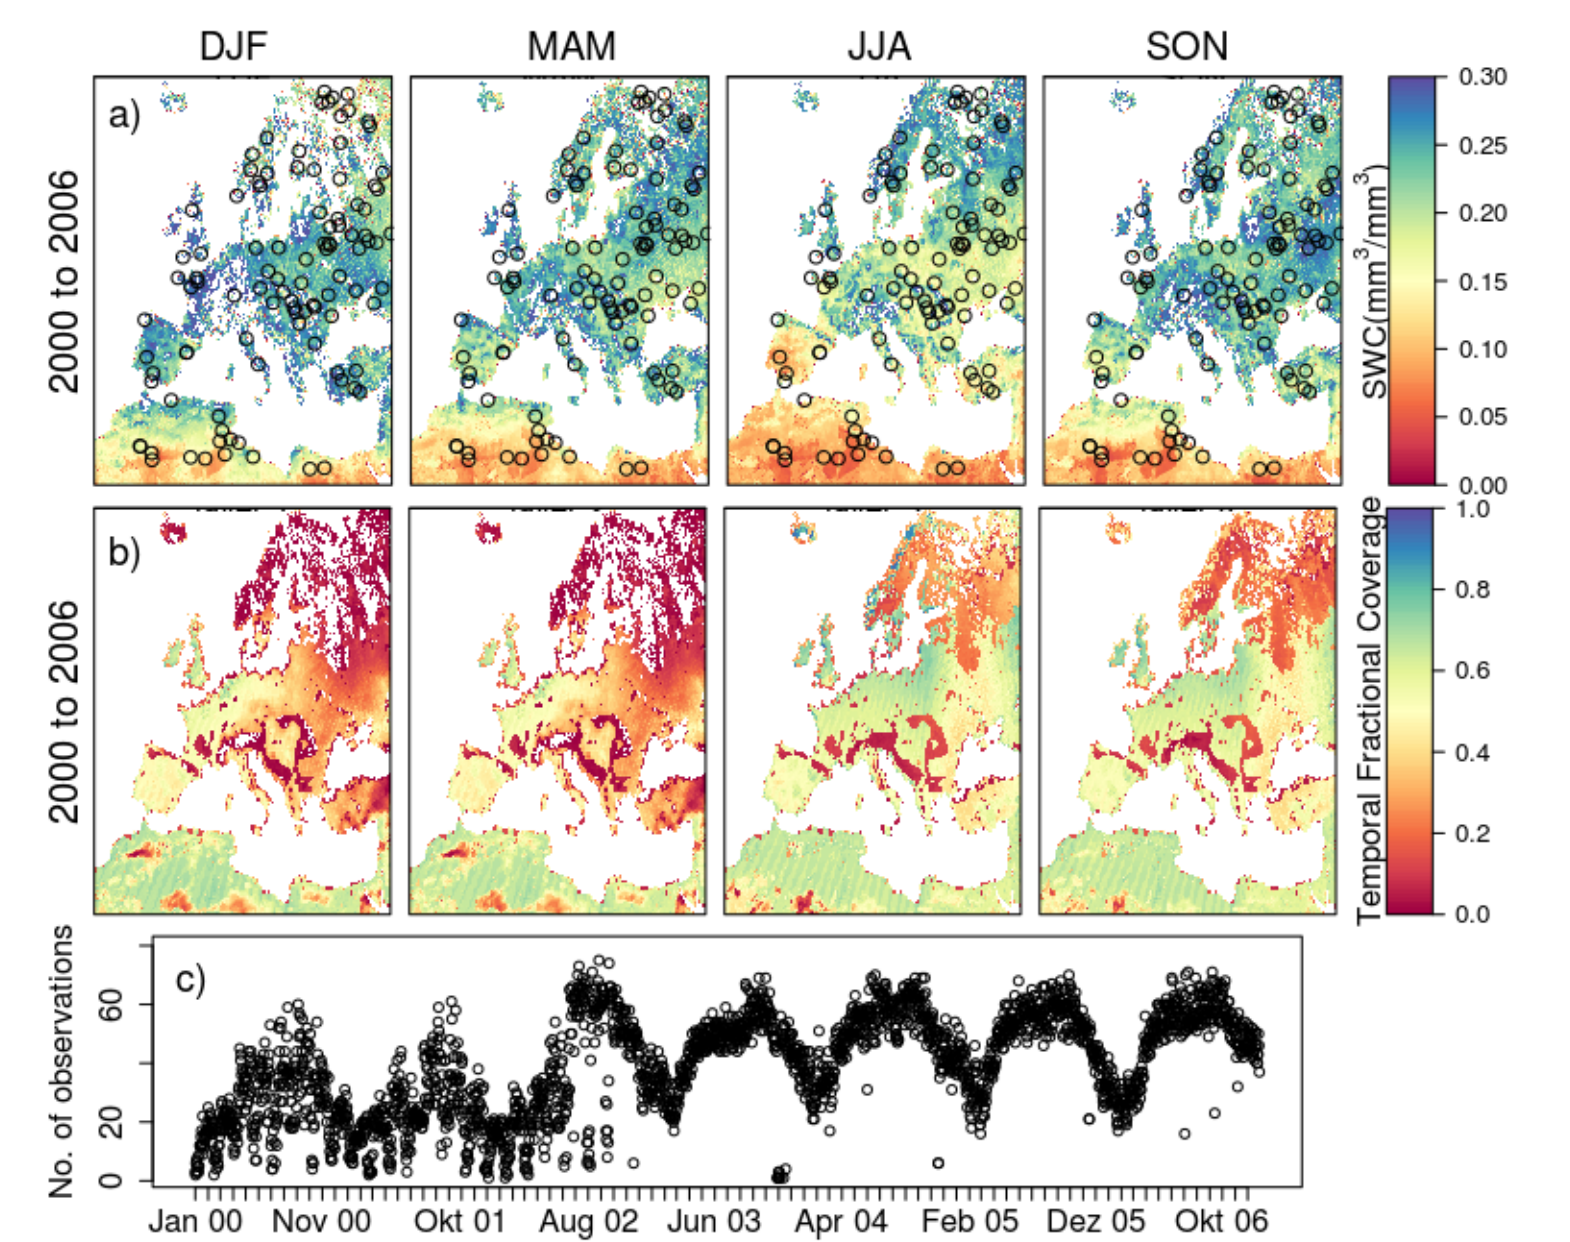 DJF MAM JJA SON
a)
2000 to 2006
0.30
0.25
0.20
0.15
0.10
0.05
0.00
SWC(mm³/mm³)
b)
2000 to 2006
1.0
0.8
0.6
0.4
0.2
0.0
Temporal Fractional Coverage
c)
No. of observations
60
20
0
Jan 00 Nov 00 Okt 01 Aug 02 Jun 03 Apr 04 Feb 05 Dez 05 Okt 06